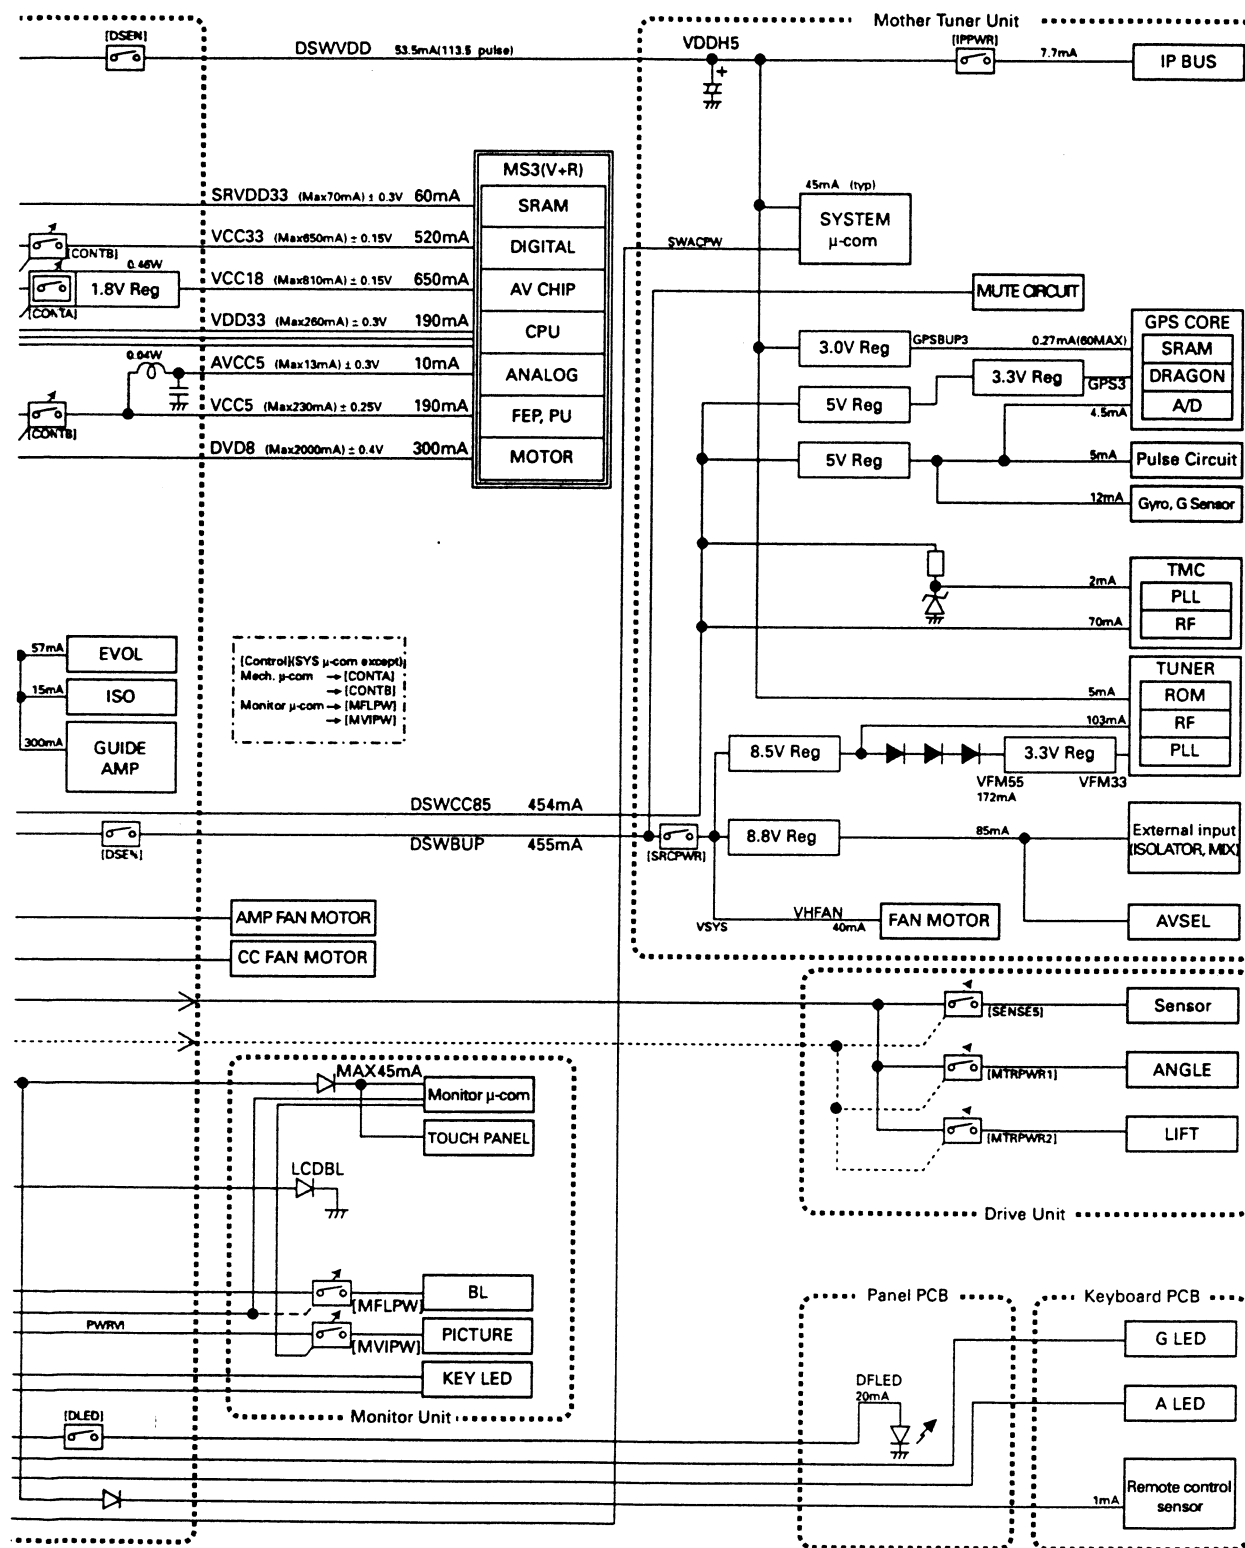 Mother Tuner Unit
[DSEN]
DSWVDD 53.5mA(113.5 pulse)
VDDH5
[IPPWR]
7.7mA
IP BUS
MS3(V+R)
SRVDD33 (Max70mA) ± 0.3V 60mA
SRAM
VCC33 (Max650mA) ± 0.15V 520mA
DIGITAL
[CONTB]
0.46W
1.8V Reg
VCC18 (Max810mA) ± 0.15V 650mA
AV CHIP
[CONTA]
VDD33 (Max260mA) ± 0.3V 190mA
CPU
0.04W
AVCC5 (Max13mA) ± 0.3V 10mA
ANALOG
VCC5 (Max230mA) ± 0.25V 190mA
FEP, PU
[CONTB]
DVD8 (Max2000mA) ± 0.4V 300mA
MOTOR
45mA (typ)
SYSTEM
μ-com
SWACPW
MUTE CIRCUIT
3.0V Reg
GPSBUP3
0.27mA(60MAX)
GPS CORE
SRAM
DRAGON
A/D
5V Reg
3.3V Reg
GPS3
4.5mA
5V Reg
5mA
Pulse Circuit
12mA
Gyro, G Sensor
TMC
2mA
PLL
70mA
RF
TUNER
5mA
ROM
103mA
RF
PLL
8.5V Reg
3.3V Reg
VFM55
172mA
VFM33
57mA
EVOL
15mA
ISO
300mA
GUIDE
AMP
[Control](SYS μ-com except)
Mech. μ-com → [CONTA]
→ [CONTB]
Monitor μ-com → [MFLPW]
→ [MVIPW]
DSWCC85 454mA
[DSEN]
DSWBUP 455mA
[SRCPWR]
8.8V Reg
85mA
External input
(ISOLATOR, MIX)
VSYS
VHFAN
40mA
FAN MOTOR
AVSEL
AMP FAN MOTOR
CC FAN MOTOR
[SENSE5]
Sensor
[MTRPWR1]
ANGLE
[MTRPWR2]
LIFT
Drive Unit
MAX45mA
Monitor μ-com
TOUCH PANEL
LCDBL
[MFLPW]
BL
PWRVI
[MVIPW]
PICTURE
KEY LED
Monitor Unit
Panel PCB
Keyboard PCB
G LED
DFLED
20mA
A LED
[DLED]
1mA
Remote control
sensor